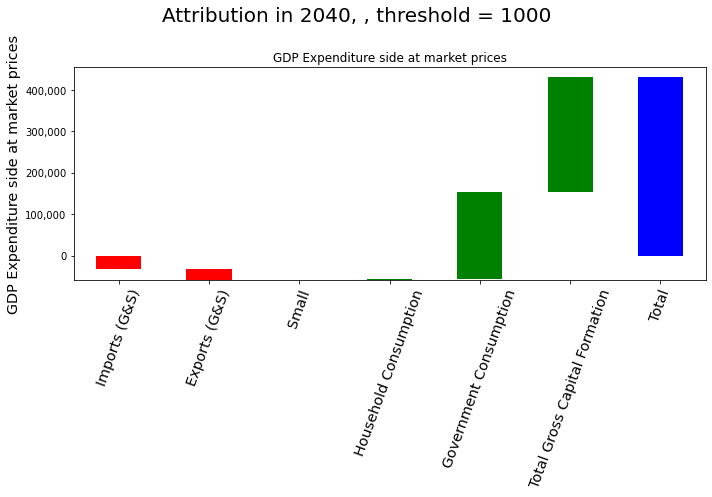 Attribution in 2040, , threshold = 1000
GDP Expenditure side at market prices
GDP Expenditure side at market prices
400,000
300,000
200,000
100,000
0
Imports (G&S)
Exports (G&S)
Small
Household Consumption
Government Consumption
Total Gross Capital Formation
Total